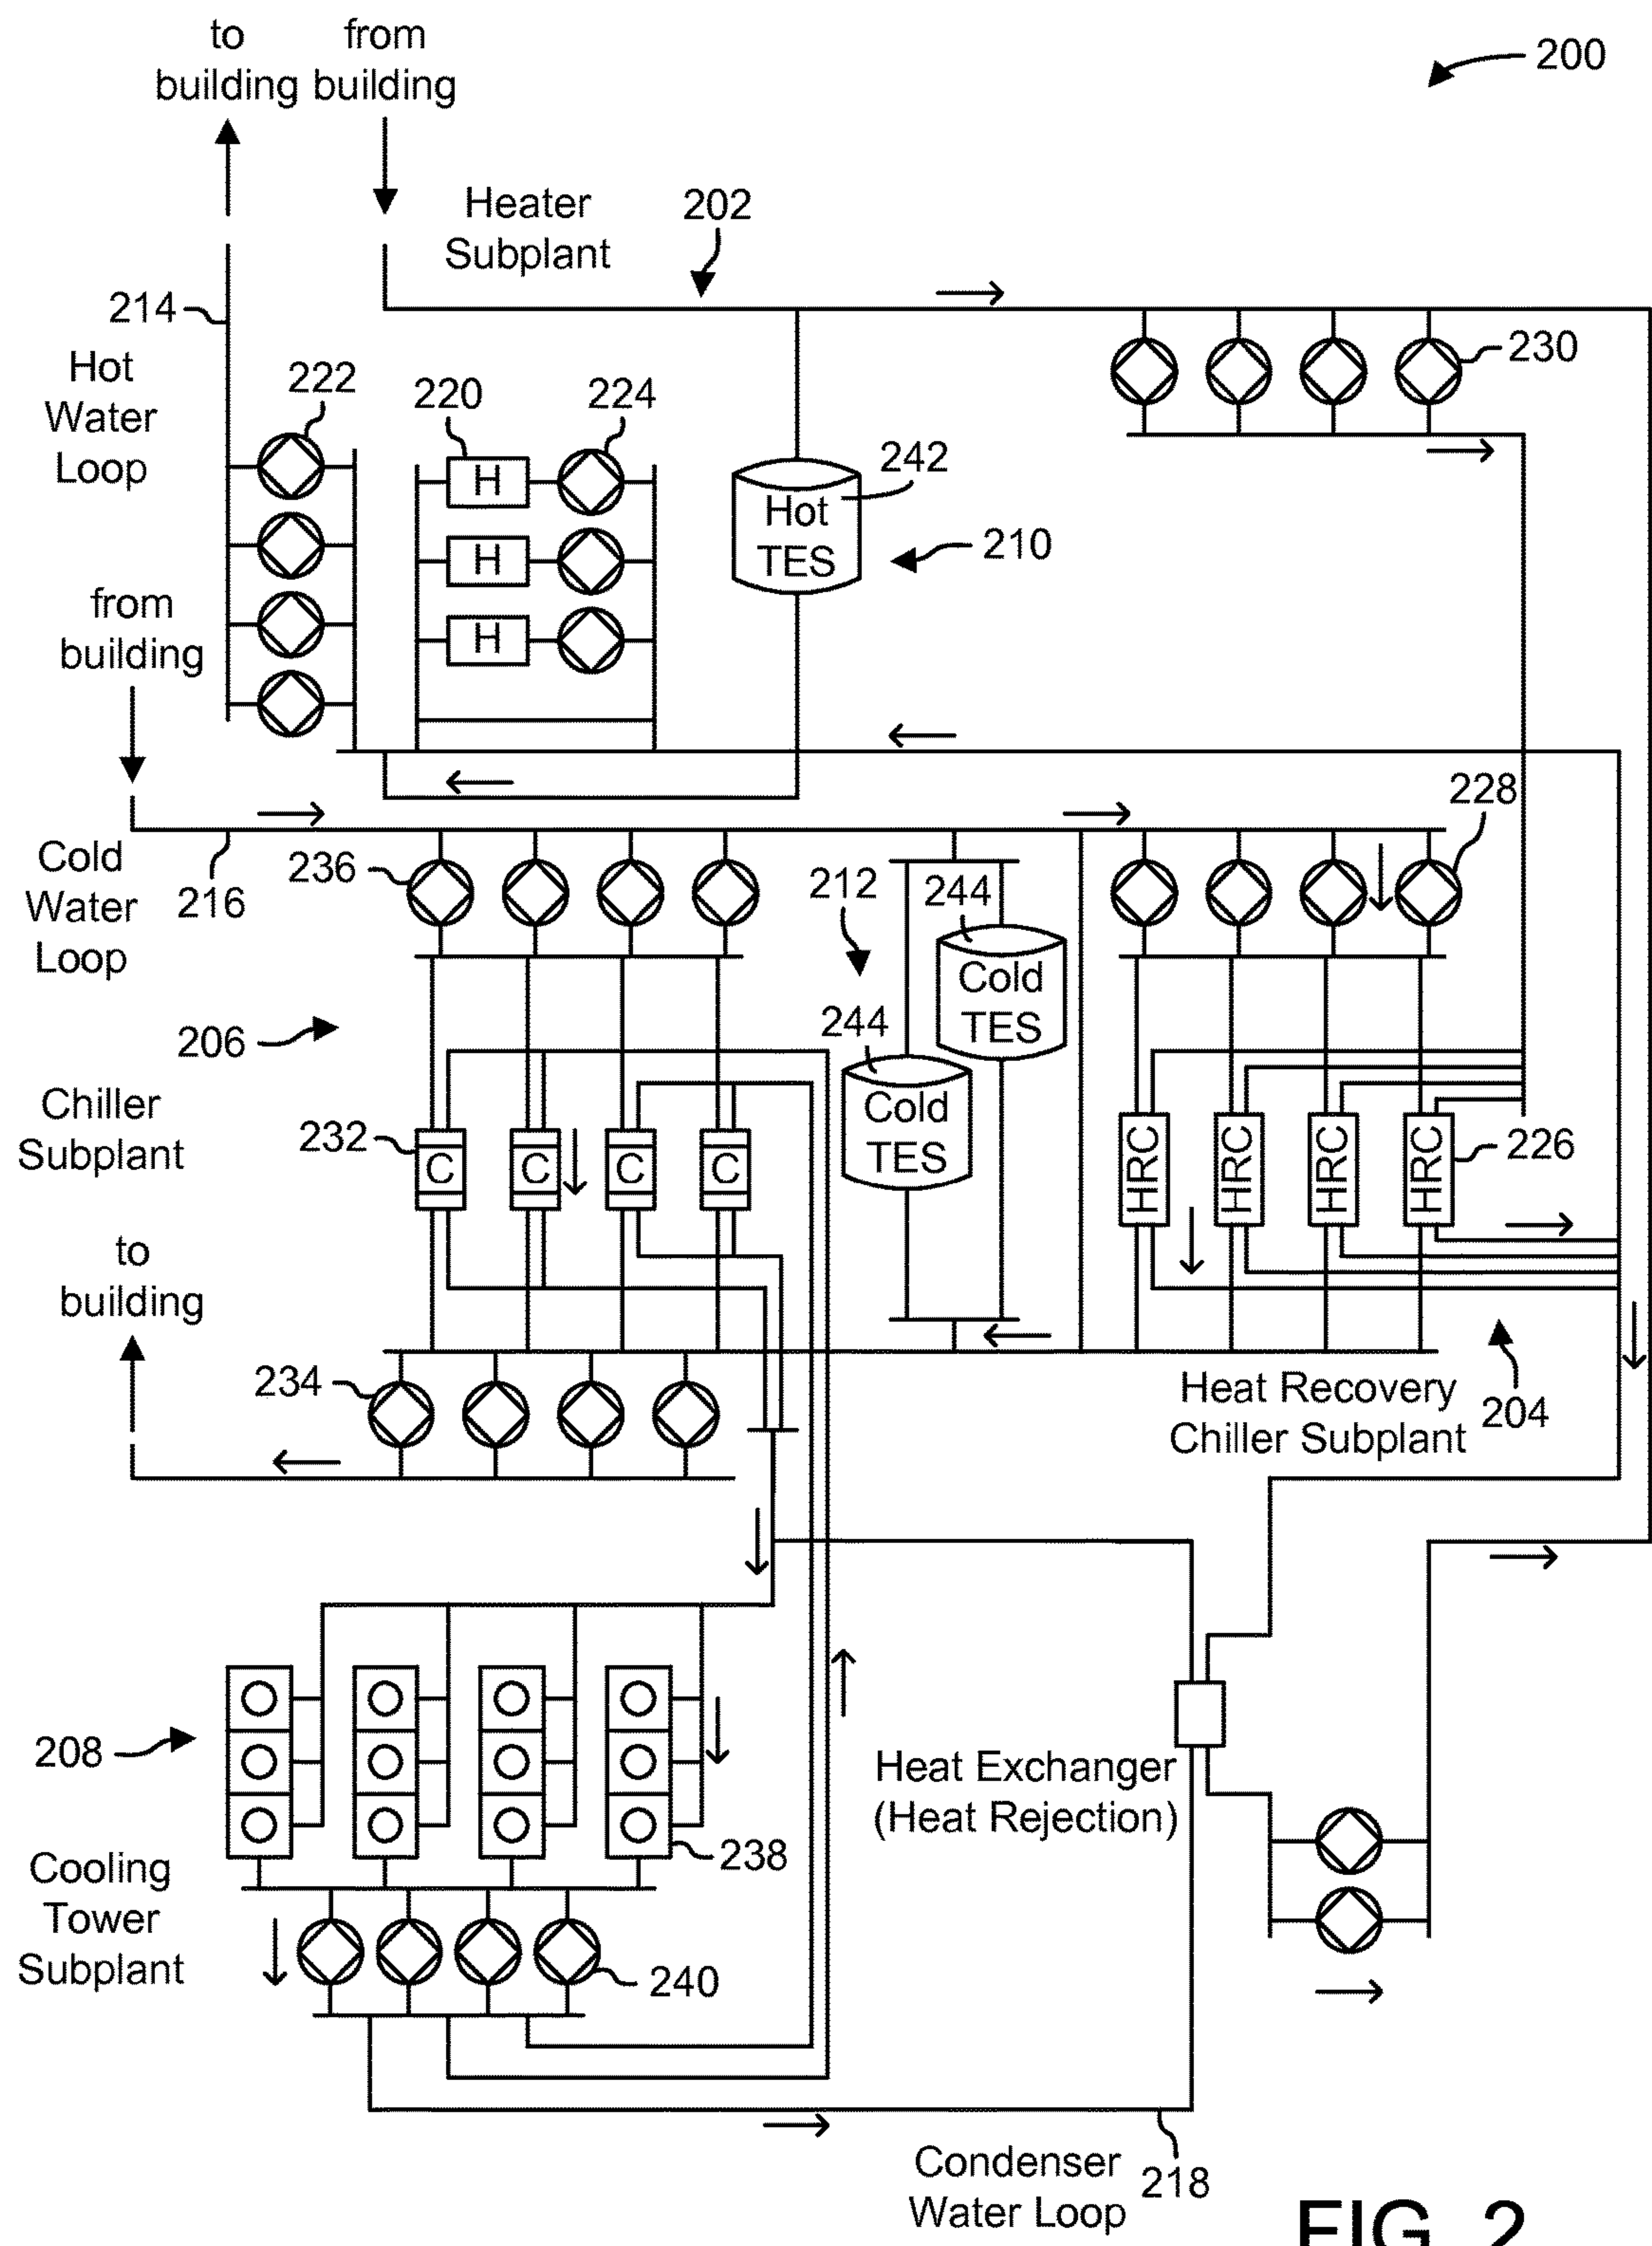 to from
building building
200
Heater 202
Subplant
214
Hot
Water
Loop
222
220
224
230
H
242
Hot
TES
210
H
H
from
building
228
Cold
Water
Loop
216
236
212
244
Cold
TES
244
Cold
TES
206
Chiller
Subplant
232
C C C C
HRC HRC HRC HRC
226
to
building
234
Heat Recovery
Chiller Subplant
204
208
Heat Exchanger
(Heat Rejection)
238
Cooling
Tower
Subplant
240
Condenser
Water Loop
218
FIG. 2